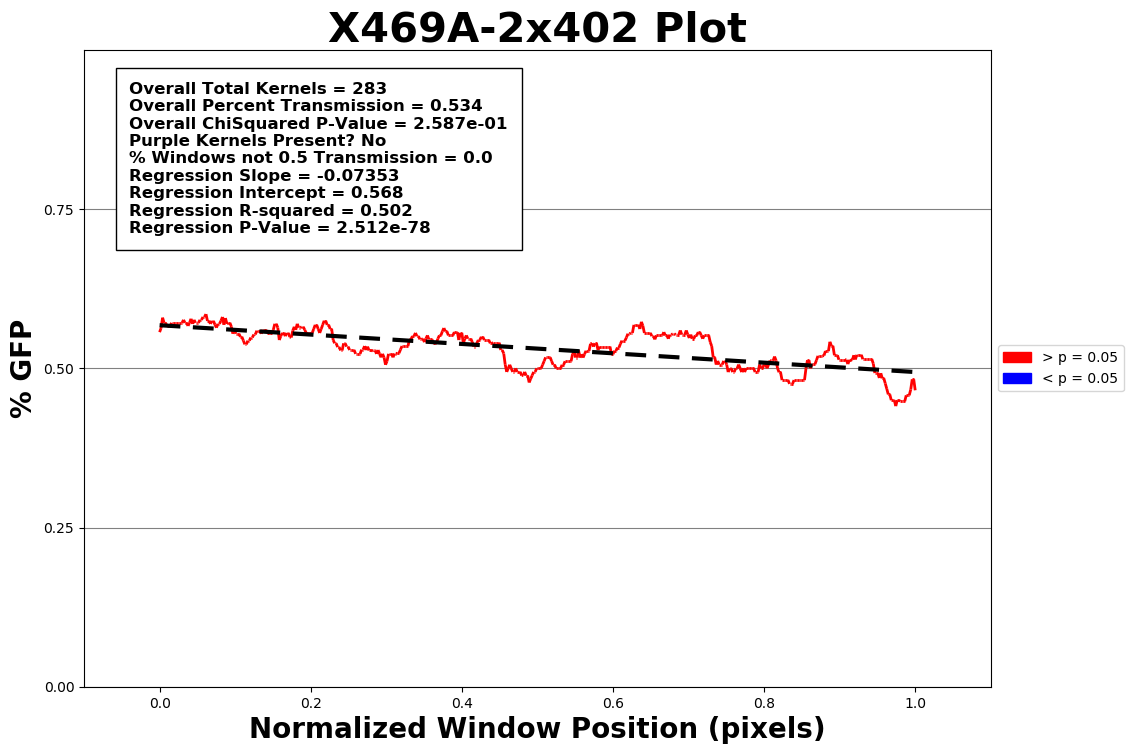 X469A-2x402 Plot
Overall Total Kernels = 283
Overall Percent Transmission = 0.534
Overall ChiSquared P-Value = 2.587e-01
Purple Kernels Present? No
% Windows not 0.5 Transmission = 0.0
Regression Slope = -0.07353
Regression Intercept = 0.568
Regression R-squared = 0.502
Regression P-Value = 2.512e-78
0.75
0.50
0.25
0.00
% GFP
> p = 0.05
< p = 0.05
0.0 0.2 0.4 0.6 0.8 1.0
Normalized Window Position (pixels)